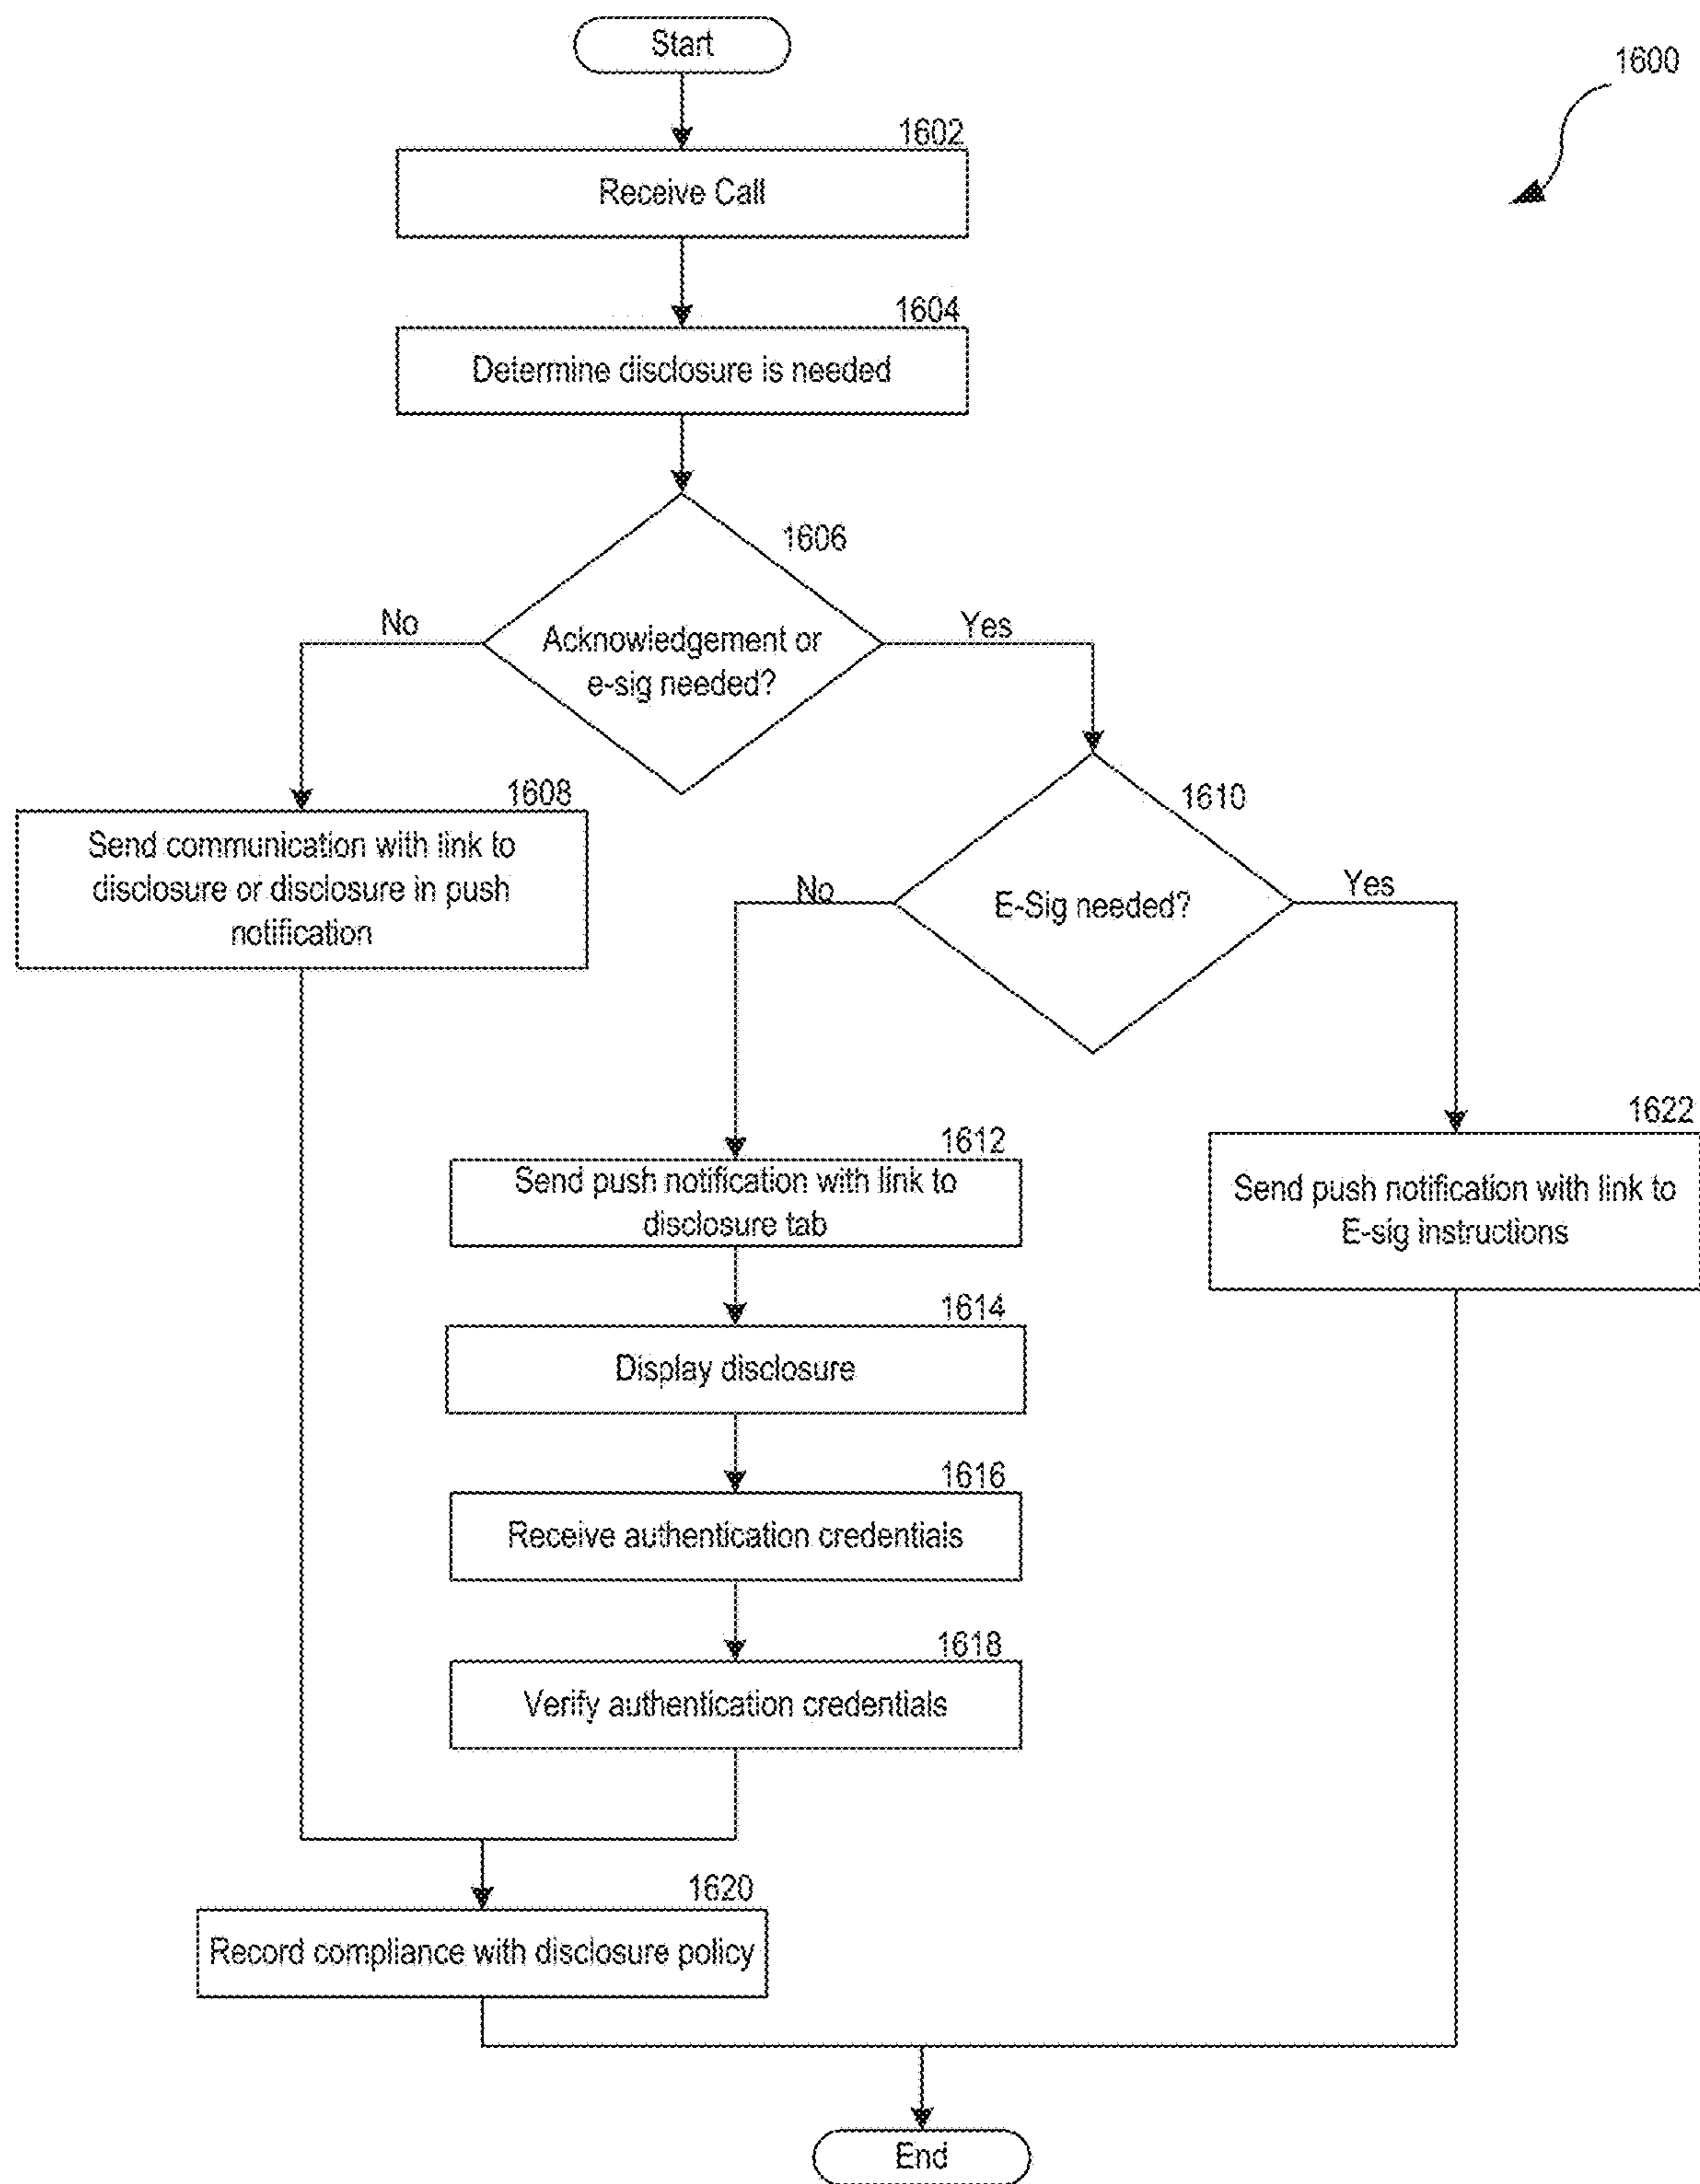 Start
1600
1602
Receive Call
1604
Determine disclosure is needed
1606
No
Yes
Acknowledgement or
e-sig needed?
1608
Send communication with link to
disclosure or disclosure in push
notification
1610
No
Yes
E-Sig needed?
1612
Send push notification with link to
disclosure tab
1622
Send push notification with link to
E-sig instructions
1614
Display disclosure
1616
Receive authentication credentials
1618
Verify authentication credentials
1620
Record compliance with disclosure policy
End